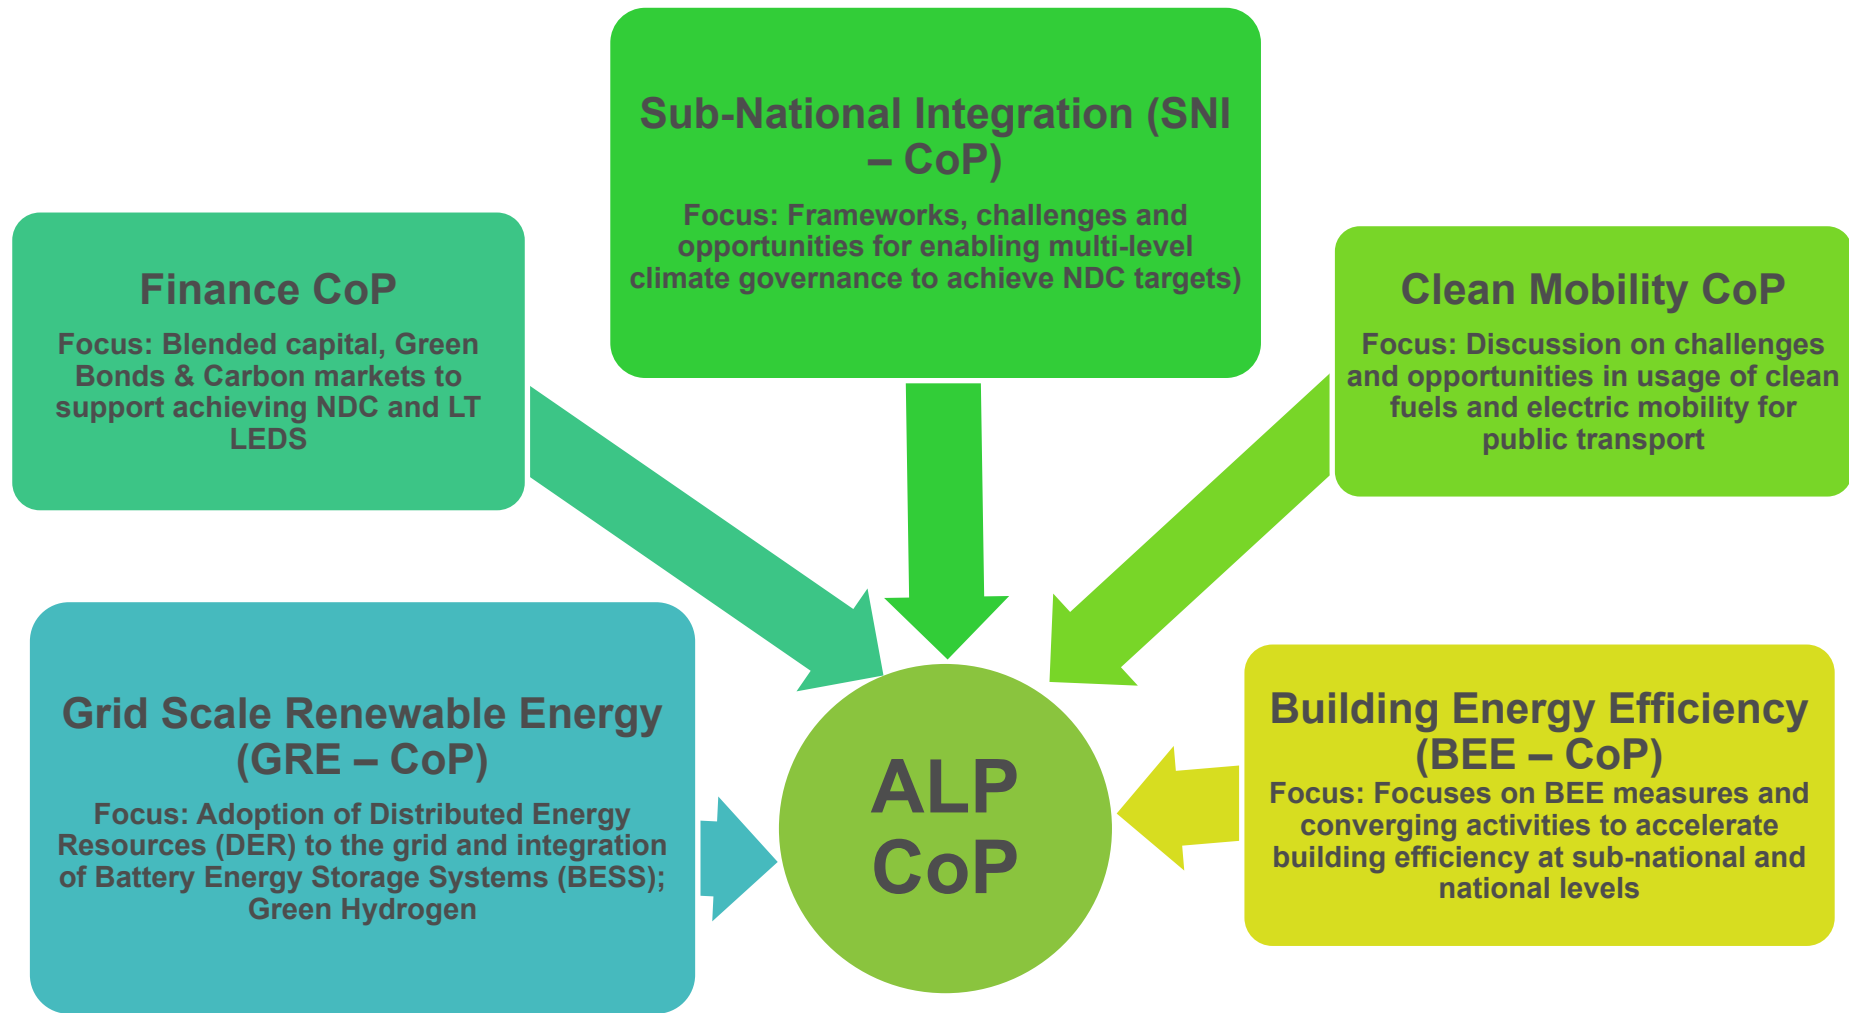 Sub-National Integration (SNI
– CoP)
Focus: Frameworks, challenges and
opportunities for enabling multi-level
climate governance to achieve NDC targets)
Finance CoP
Focus: Blended capital, Green
Bonds & Carbon markets to
support achieving NDC and LT
LEDS
Clean Mobility CoP
Focus: Discussion on challenges
and opportunities in usage of clean
fuels and electric mobility for
public transport
Grid Scale Renewable Energy
(GRE – CoP)
Focus: Adoption of Distributed Energy
Resources (DER) to the grid and integration
of Battery Energy Storage Systems (BESS);
Green Hydrogen
ALP
CoP
Building Energy Efficiency
(BEE – CoP)
Focus: Focuses on BEE measures and
converging activities to accelerate
building efficiency at sub-national and
national levels